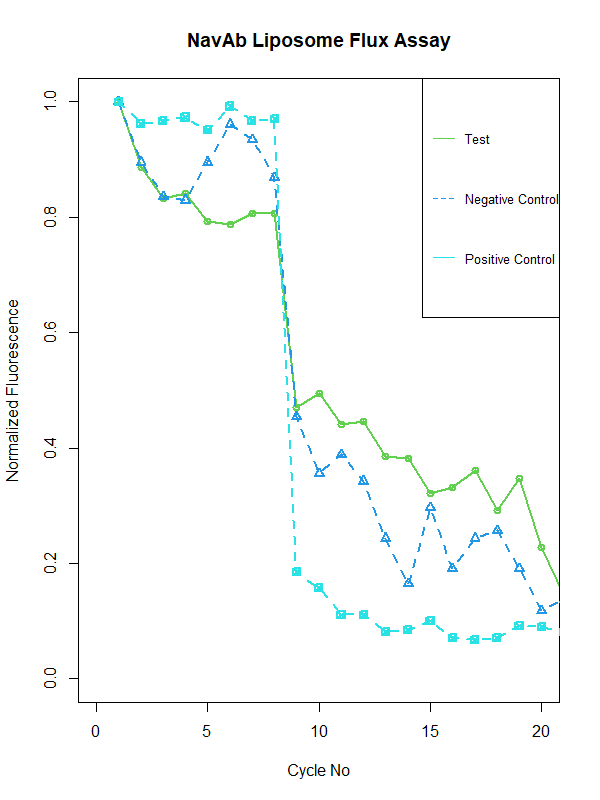 NavAb Liposome Flux Assay
Test
Negative Control
Positive Control
Normalized Fluorescence
1.0
0.8
0.6
0.4
0.2
0.0
0
5
10
15
20
Cycle No